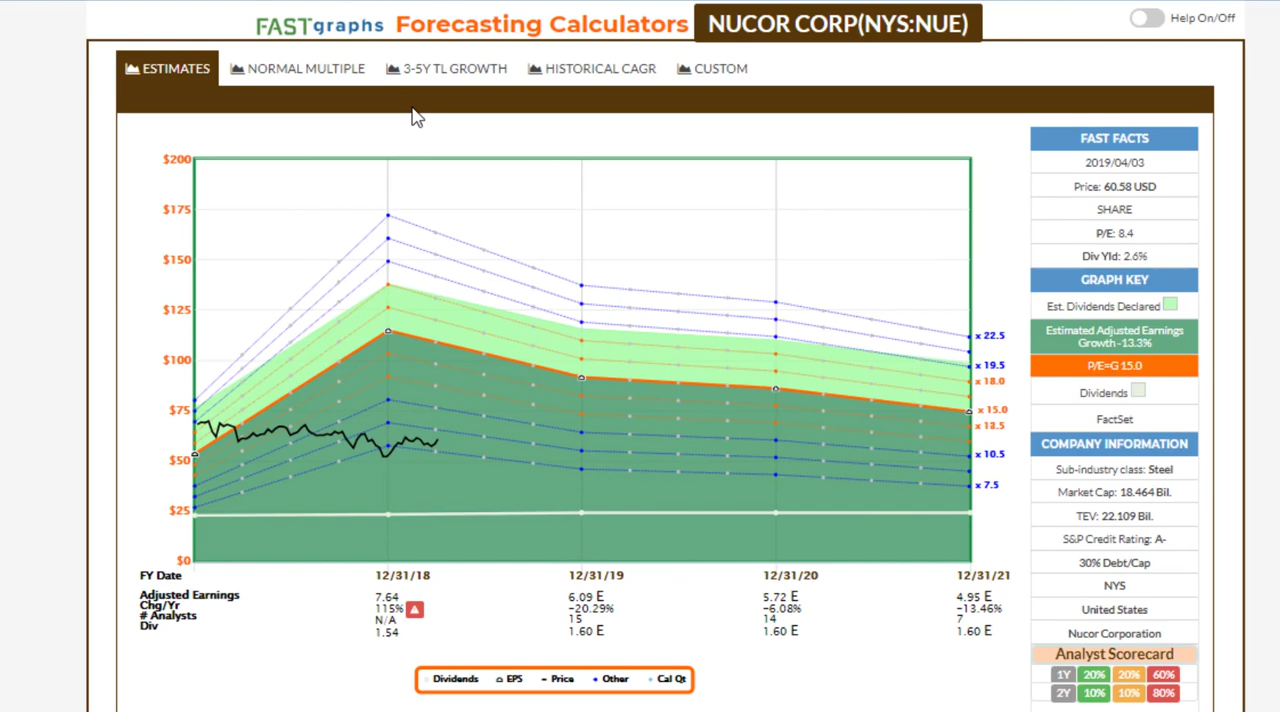 FASTgraphs Forecasting Calculators NUCOR CORP(NYS:NUE)
Help On/Off
ESTIMATES NORMAL MULTIPLE 3-5Y TL GROWTH HISTORICAL CAGR CUSTOM
$200
$175
$150
$125
$100
$75
$50
$25
$0
x 22.5
x 19.5
x 18.0
x 15.0
x 13.5
x 10.5
x 7.5
FY Date 12/31/18 12/31/19 12/31/20 12/31/21
Adjusted Earnings 7.64 6.09 E 5.72 E 4.95 E
Chg/Yr 115% -20.29% -6.08% -13.46%
# Analysts N/A 15 14 7
Div 1.54 1.60 E 1.60 E 1.60 E
Dividends EPS Price Other Cal Qt
FAST FACTS
2019/04/03
Price: 60.58 USD
SHARE
P/E: 8.4
Div Yld: 2.6%
GRAPH KEY
Est. Dividends Declared
Estimated Adjusted Earnings
Growth -13.3%
P/E=G 15.0
Dividends
FactSet
COMPANY INFORMATION
Sub-industry class: Steel
Market Cap: 18.464 Bil.
TEV: 22.109 Bil.
S&P Credit Rating: A-
30% Debt/Cap
NYS
United States
Nucor Corporation
Analyst Scorecard
1Y 20% 20% 60%
2Y 10% 10% 80%